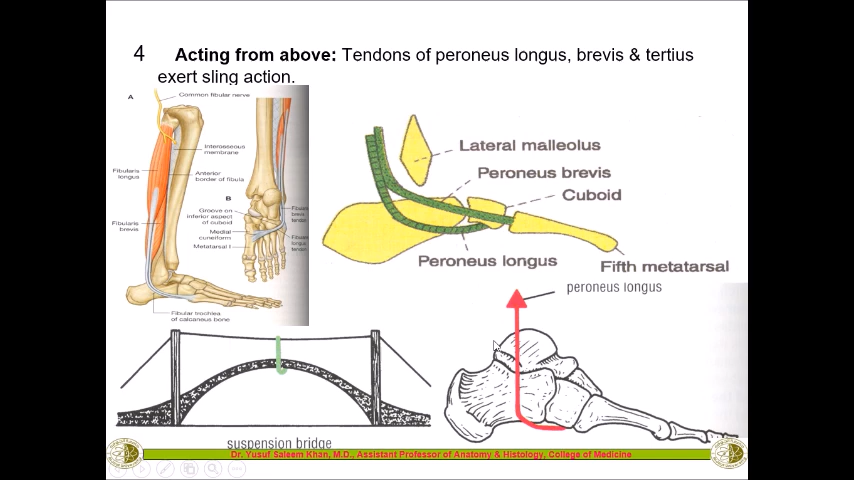 4 Acting from above: Tendons of peroneus longus, brevis & tertius
exert sling action.
A
Common fibular nerve
Interosseous
membrane
Fibularis
longus
Anterior
border of fibula
B
Groove on
inferior aspect
of cuboid
Fibularis
brevis
tendon
Fibularis
brevis
Medial
cuneiform
Metatarsal I
longus
tendon
Fibular trochlea
of calcaneus bone
Lateral malleolus
Peroneus brevis
Cuboid
Peroneus longus
Fifth metatarsal
peroneus longus
suspension bridge
Dr. Yusuf Saleem Khan, M.D., Assistant Professor of Anatomy & Histology, College of Medicine